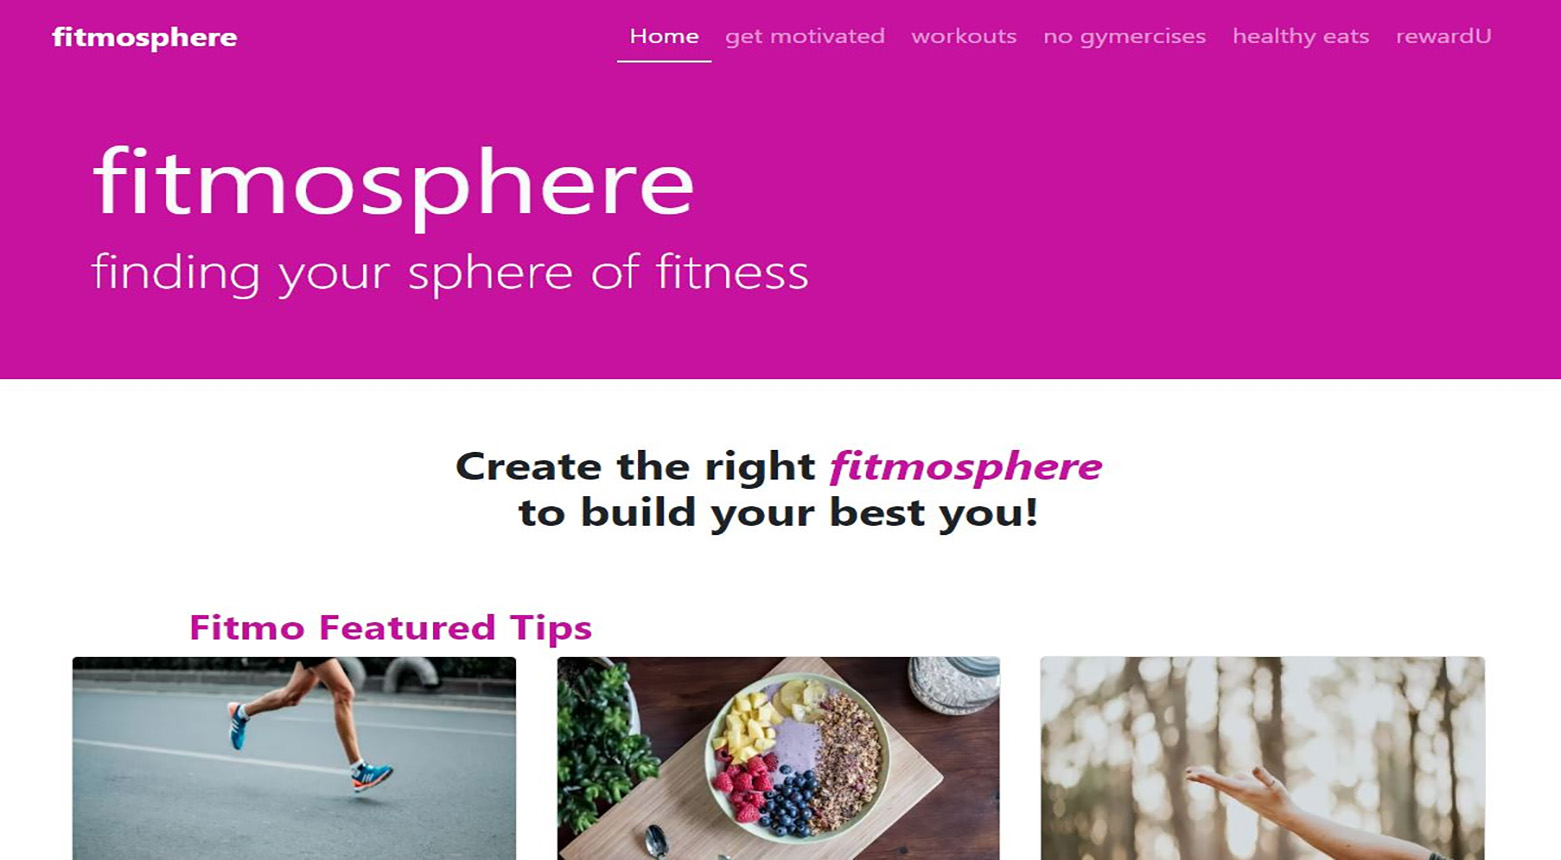 fitmosphere
Home get motivated workouts no gymercises healthy eats rewardU
fitmosphere
finding your sphere of fitness
Create the right fitmosphere
to build your best you!
Fitmo Featured Tips